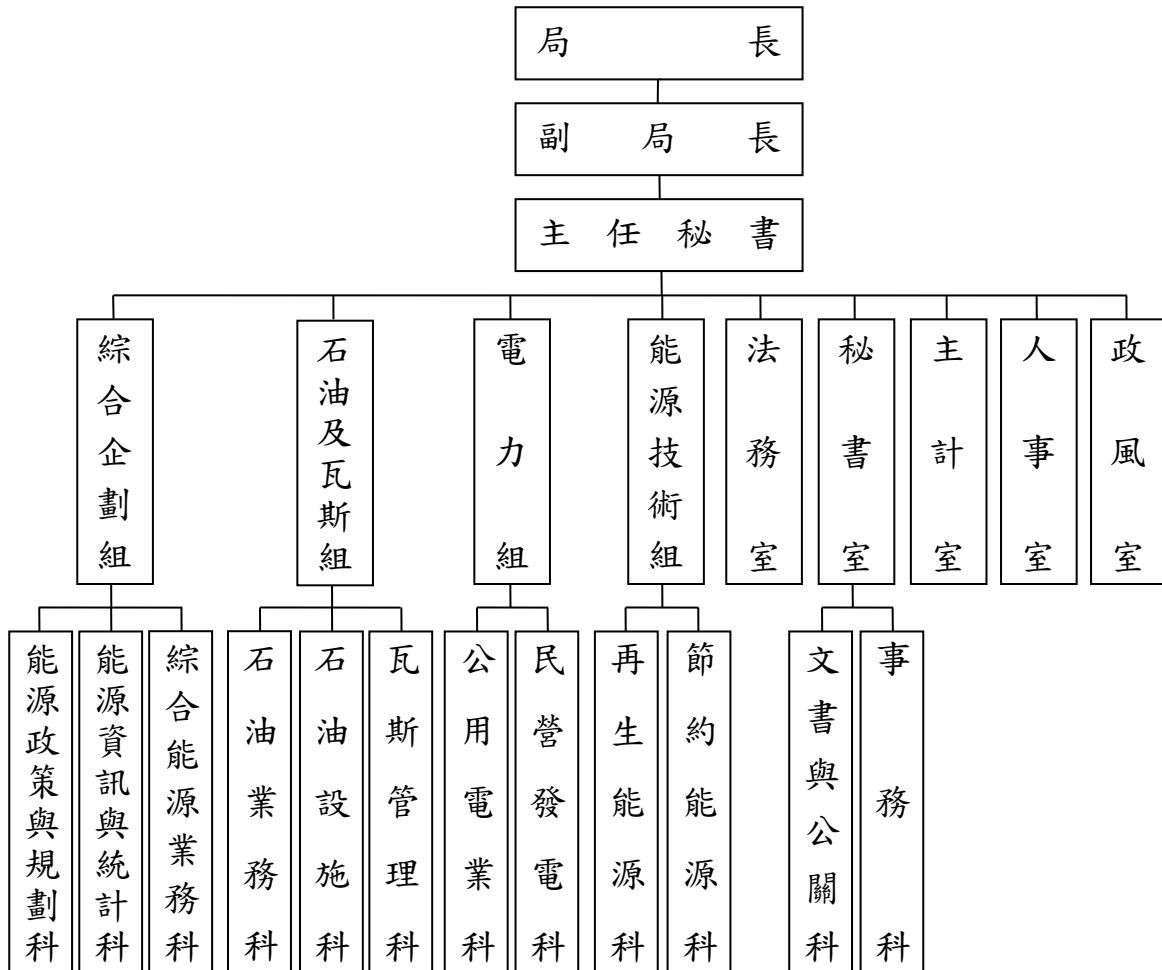 局長
副局長
主任秘書
綜合企劃組
石油及瓦斯組
電力組
能源技術組
法務室
秘書室
主計室
人事室
政風室
能源政策與規劃科
能源資訊與統計科
綜合能源業務科
石油業務科
石油設施科
瓦斯管理科
公用電業科
民營發電科
再生能源科
節約能源科
文書與公關科
事務科